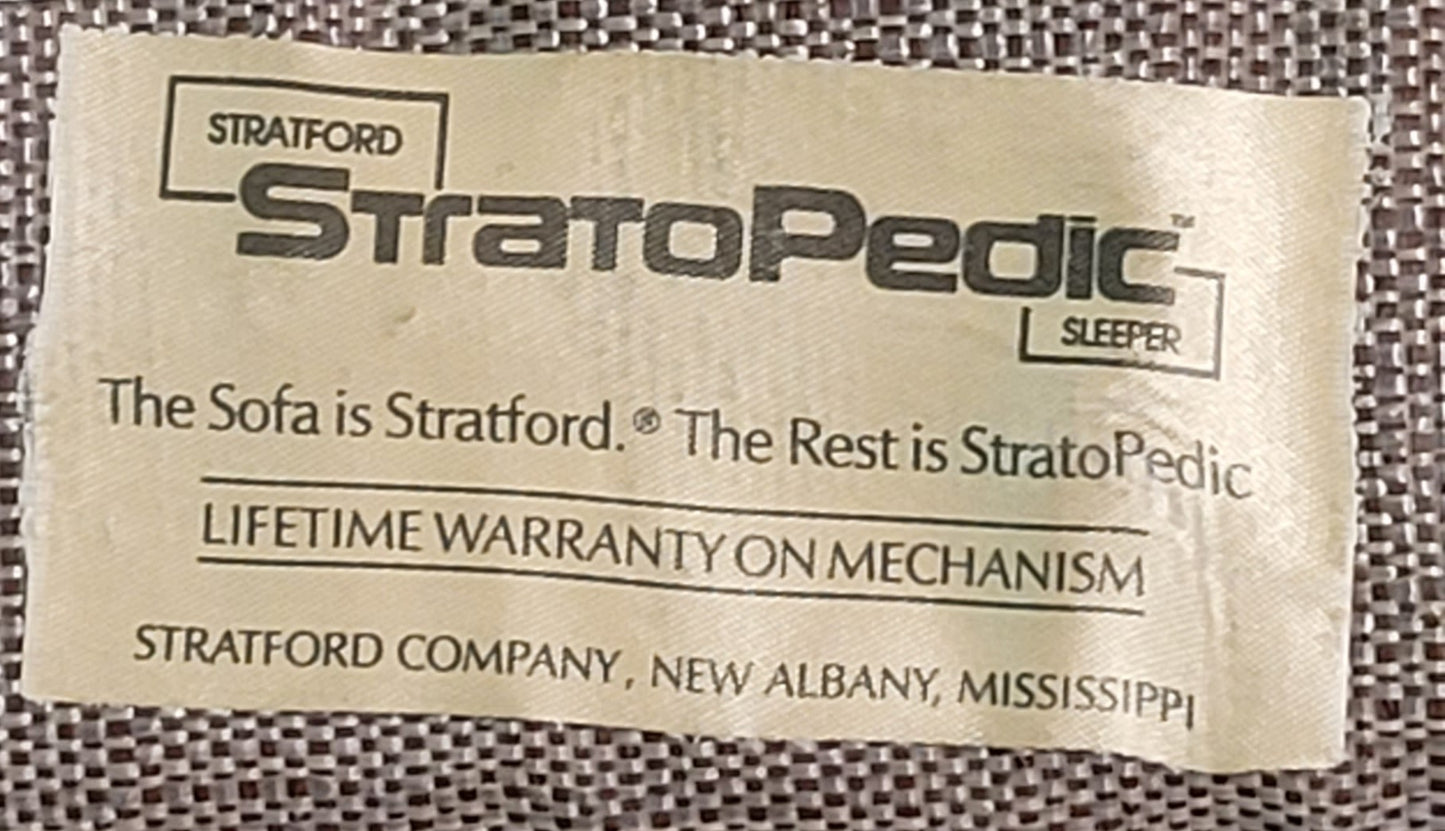 STRATFORD
StratoPedic™
SLEEPER
The Sofa is Stratford.® The Rest is StratoPedic
LIFETIME WARRANTY ON MECHANISM
STRATFORD COMPANY, NEW ALBANY, MISSISSIPPI